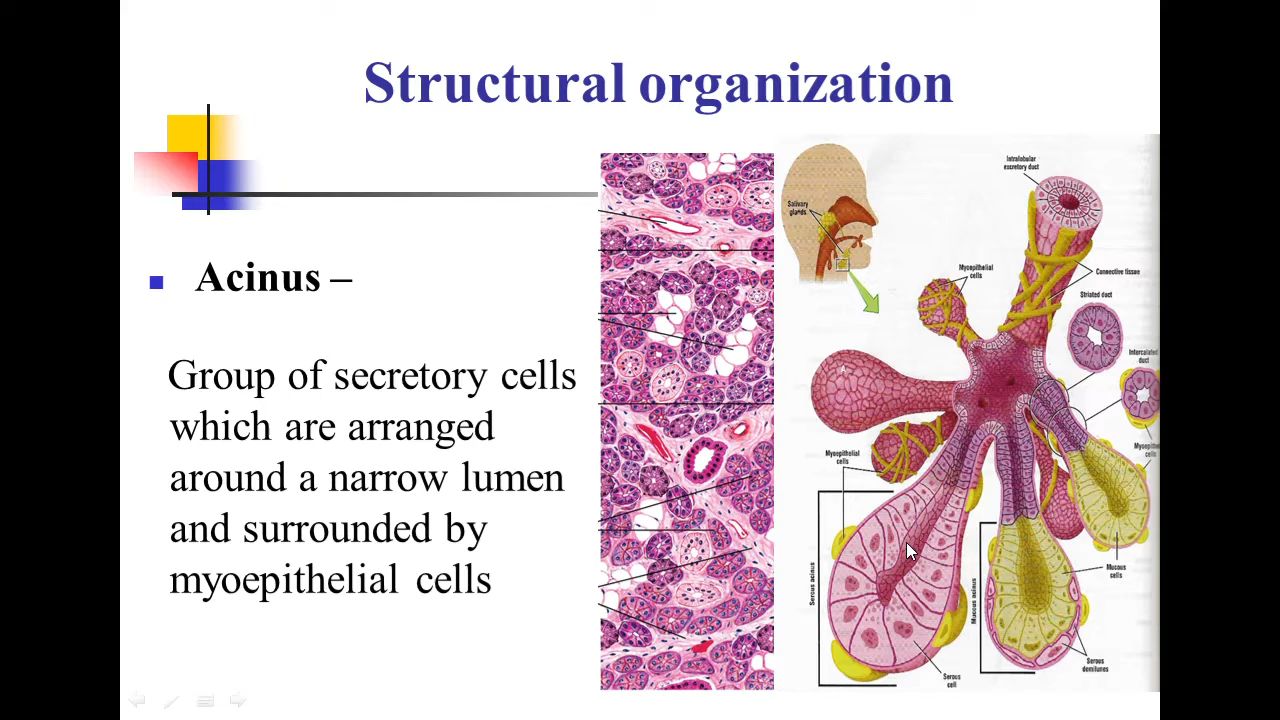 Structural organization
Acinus –
Group of secretory cells
which are arranged
around a narrow lumen
and surrounded by
myoepithelial cells
Intralobular
excretory duct
Salivary
glands
Myoepithelial
cells
Connective tissue
Striated duct
Intercalated
duct
Myoepithelial
cells
Serous acinus
Mucous acinus
Mucous
cells
Serous
demilunes
Serous
cell